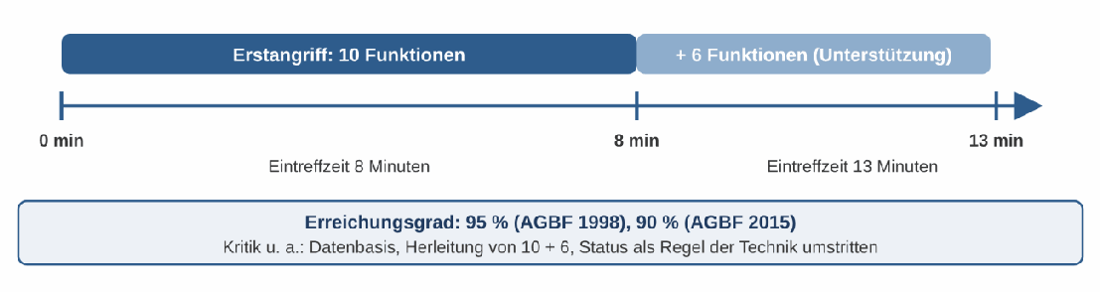 Erstangriff: 10 Funktionen
+ 6 Funktionen (Unterstützung)
0 min
8 min
13 min
Eintreffzeit 8 Minuten
Eintreffzeit 13 Minuten
Erreichungsgrad: 95 % (AGBF 1998), 90 % (AGBF 2015)
Kritik u. a.: Datenbasis, Herleitung von 10 + 6, Status als Regel der Technik umstritten